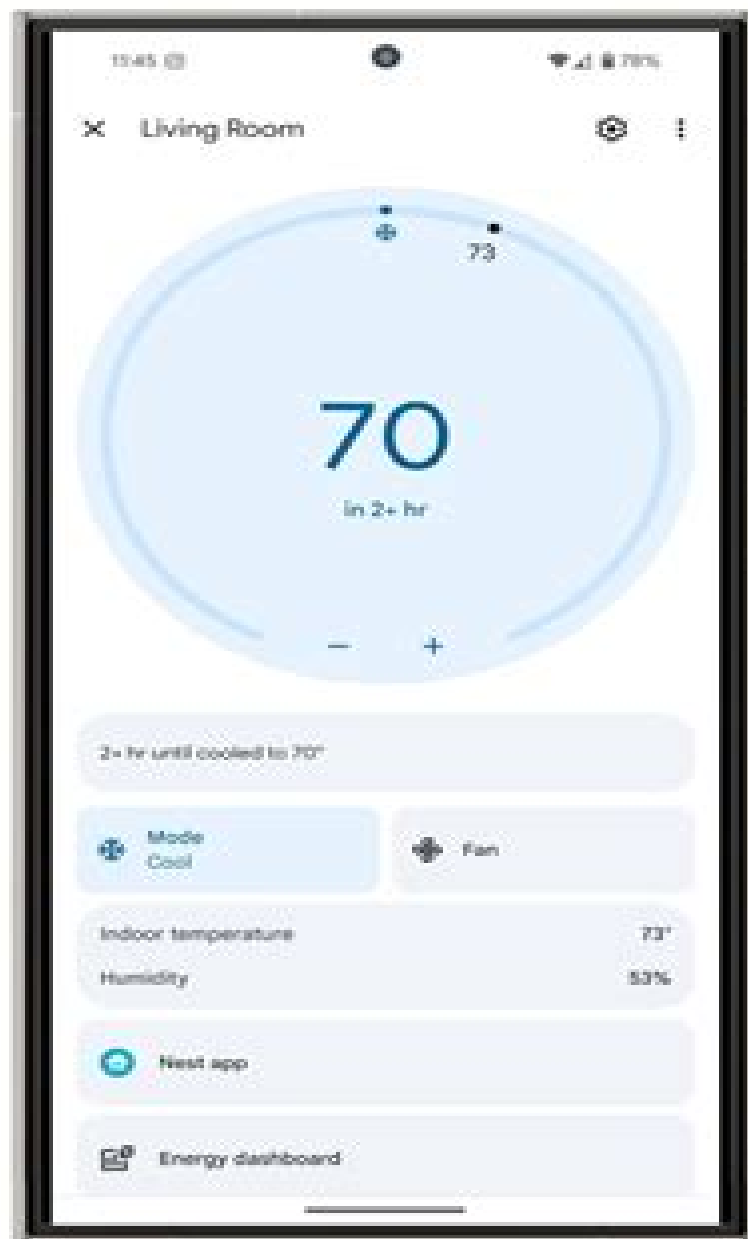 11:45
78%
Living Room
73
70
in 2+ hr
− +
2+ hr until cooled to 70°
Mode
Cool
Fan
Indoor temperature 73°
Humidity 53%
Nest app
Energy dashboard